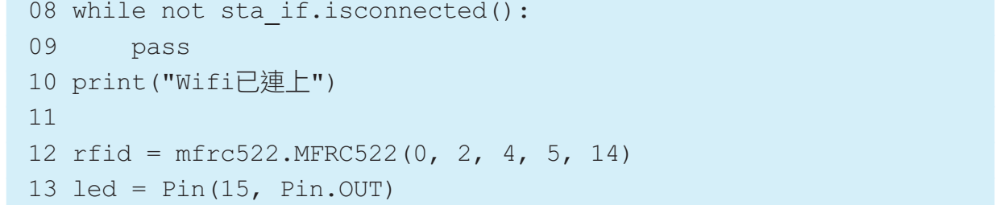 08 while not sta_if.isconnected():
09     pass
10 print("Wifi已連上")
11
12 rfid = mfrc522.MFRC522(0, 2, 4, 5, 14)
13 led = Pin(15, Pin.OUT)